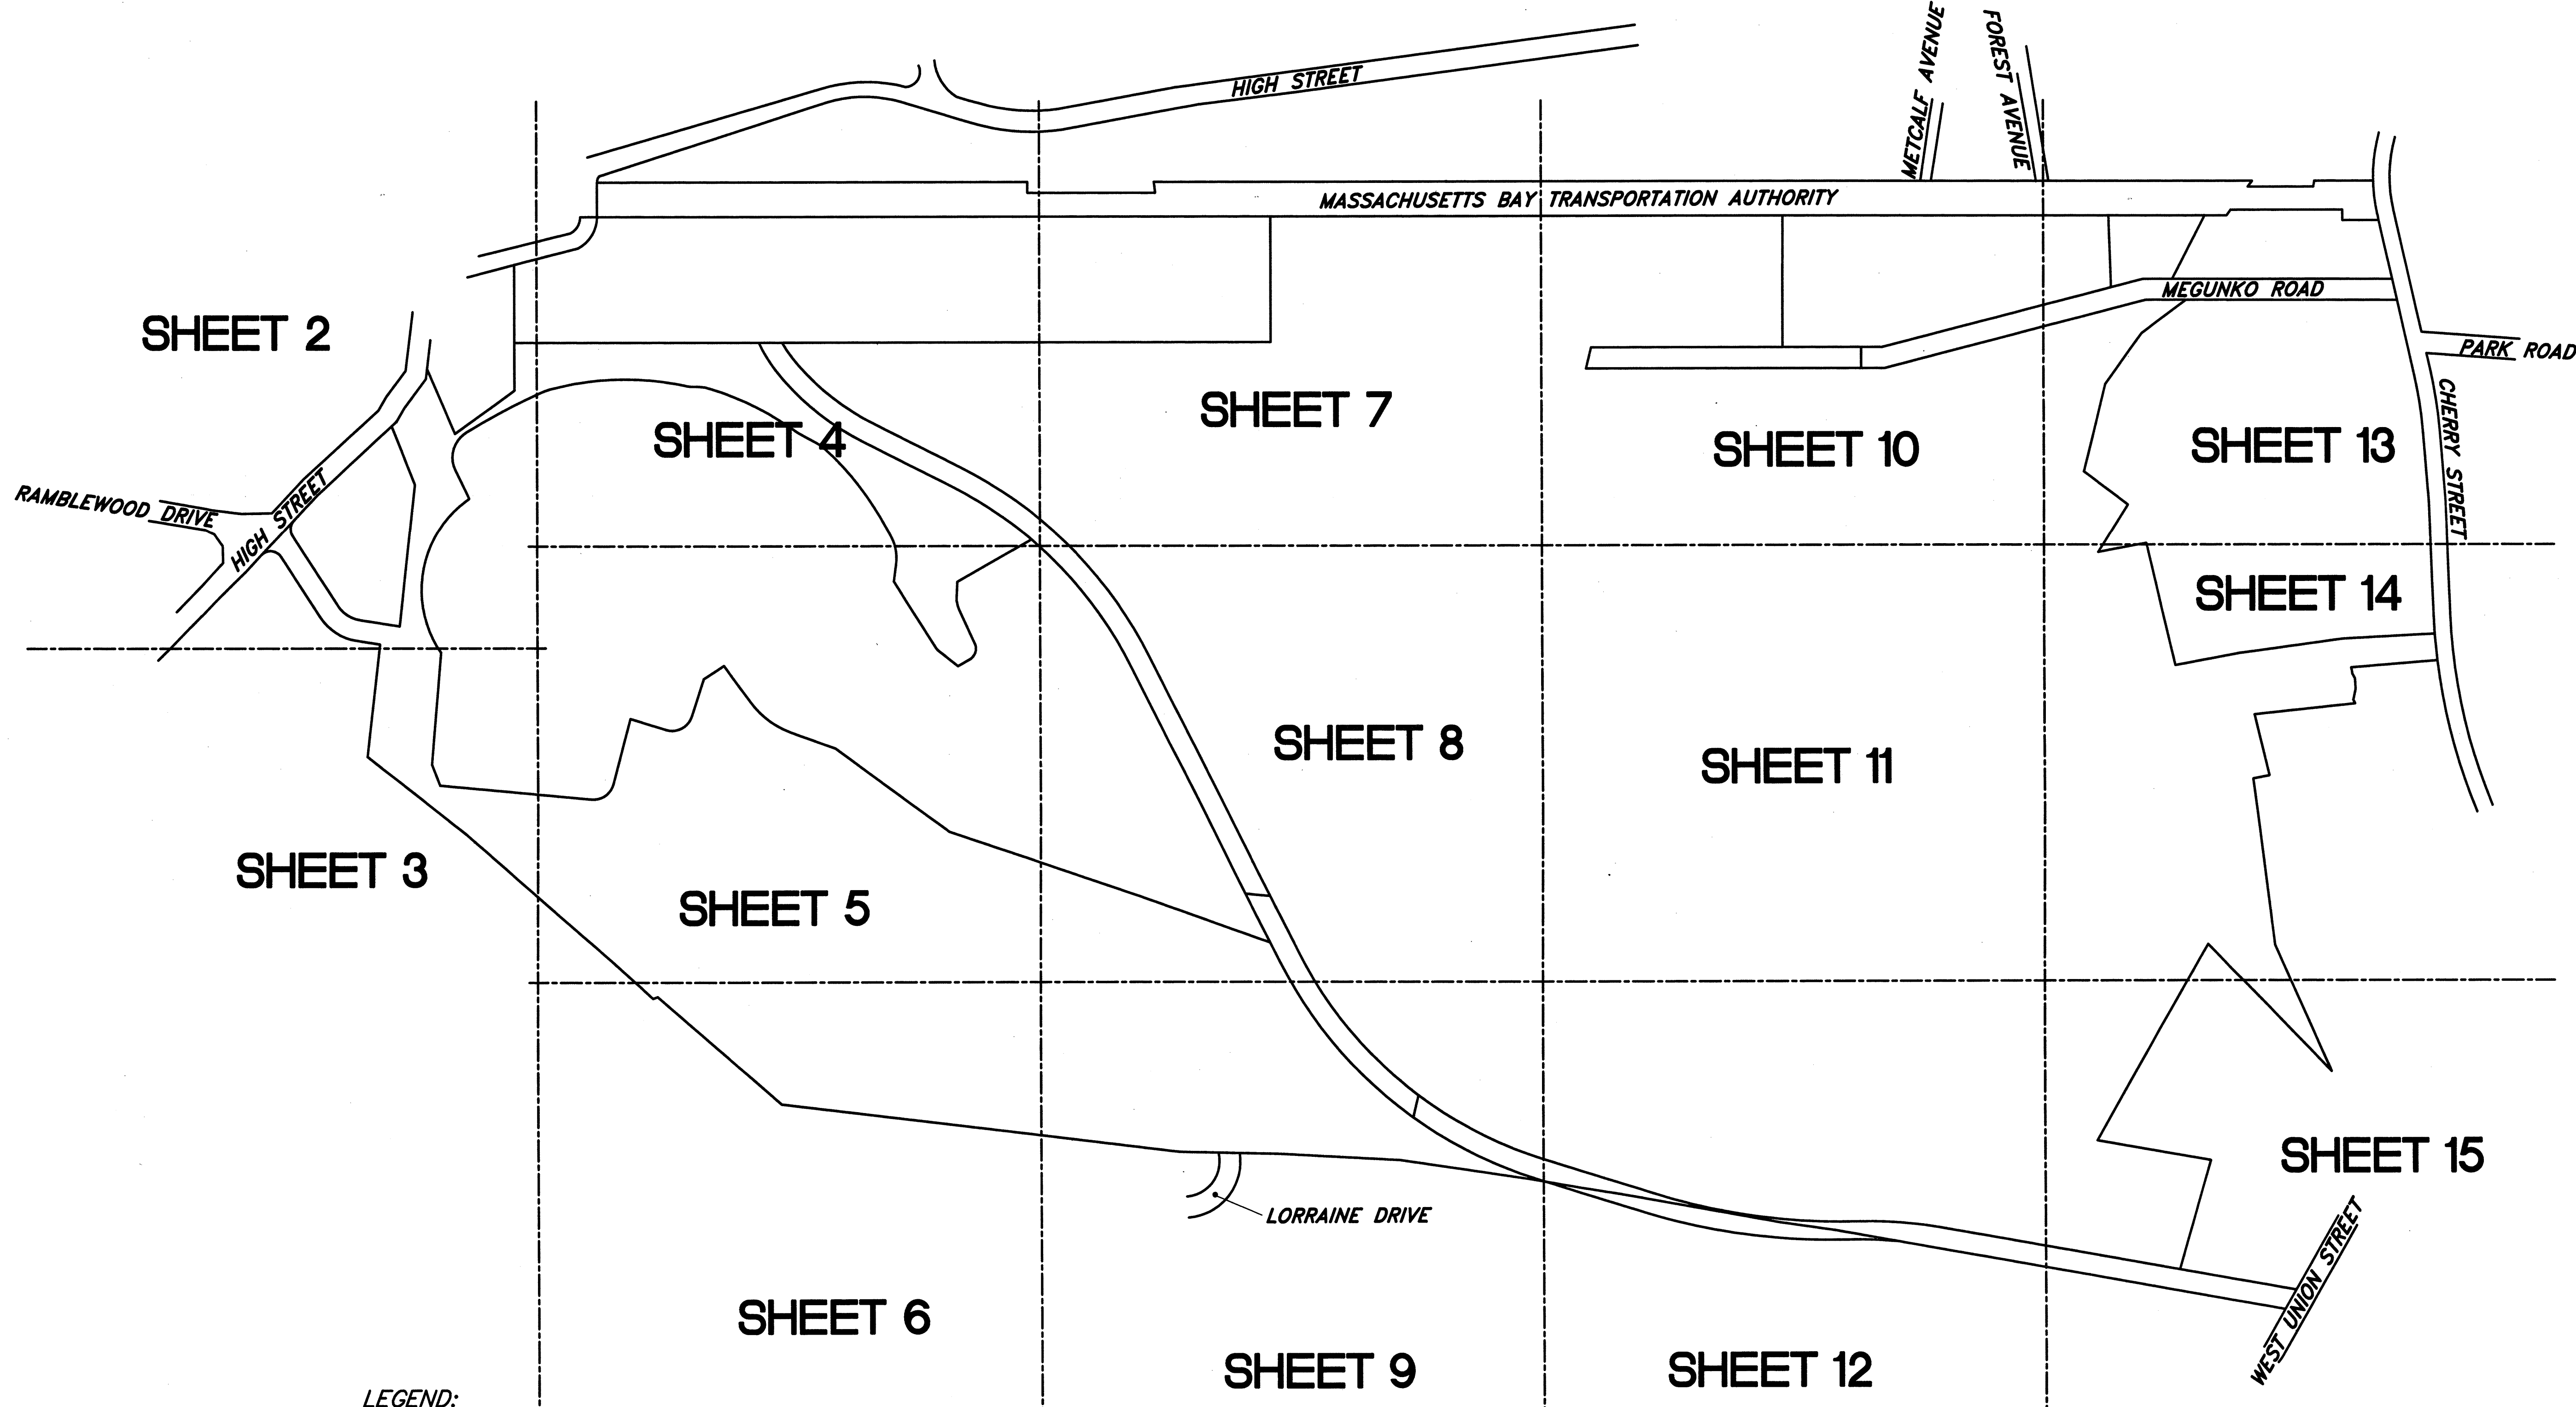 METCALF AVENUE
FOREST AVENUE
HIGH STREET
MASSACHUSETTS BAY TRANSPORTATION AUTHORITY
MEGUNKO ROAD
SHEET 2
PARK ROAD
CHERRY STREET
SHEET 7
SHEET 4
SHEET 10
SHEET 13
RAMBLEWOOD DRIVE
HIGH STREET
SHEET 14
SHEET 8
SHEET 11
SHEET 3
SHEET 5
SHEET 15
LORRAINE DRIVE
WEST UNION STREET
SHEET 6
SHEET 9
SHEET 12
LEGEND: